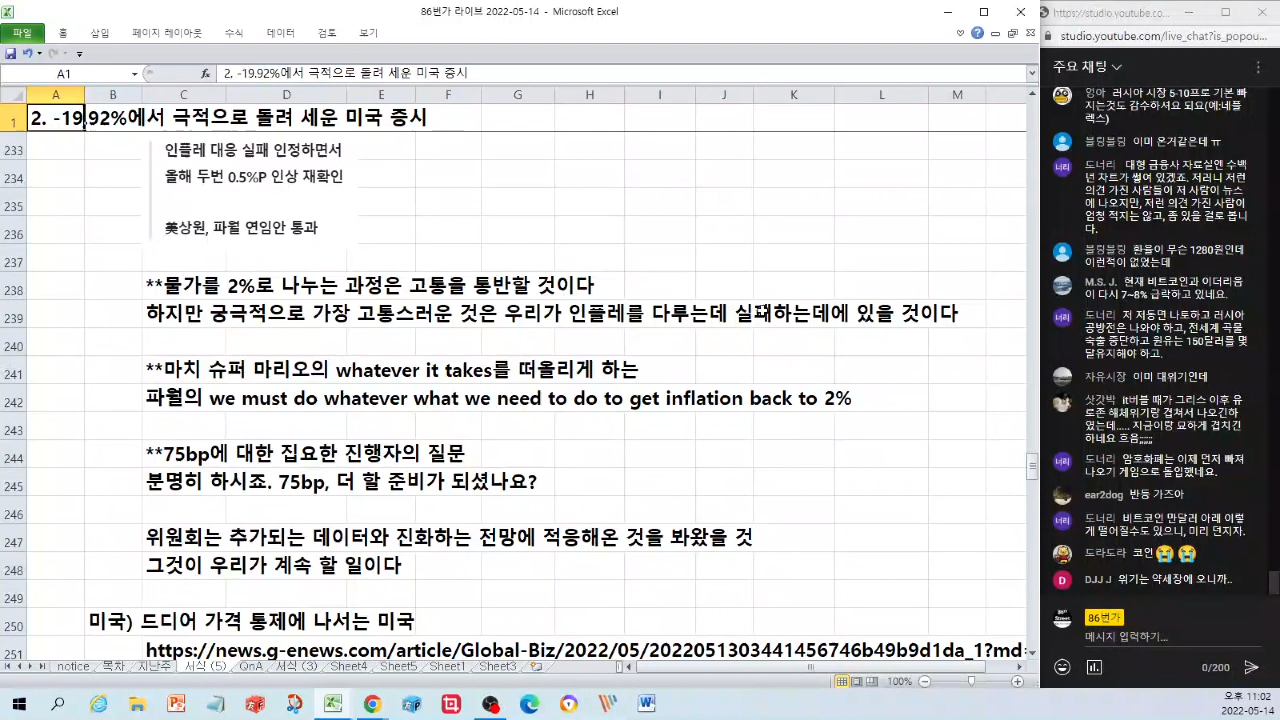 86번가 라이브 2022-05-14 - Microsoft Excel
파일 홈 삽입 페이지 레이아웃 수식 데이터 검토 보기
A1 fx 2. -19.92%에서 극적으로 돌려 세운 미국 증시
A B C D E F G H I J K L M
1 2. -19.92%에서 극적으로 돌려 세운 미국 증시
233 인플레 대응 실패 인정하면서
234 올해 두번 0.5%P 인상 재확인
235
236 美상원, 파월 연임안 통과
237
238 **물가를 2%로 나누는 과정은 고통을 통반할 것이다
239 하지만 궁극적으로 가장 고통스러운 것은 우리가 인플레를 다루는데 실패하는데에 있을 것이다
240
241 **마치 슈퍼 마리오의 whatever it takes를 떠올리게 하는
242 파월의 we must do whatever what we need to do to get inflation back to 2%
243
244 **75bp에 대한 집요한 진행자의 질문
245 분명히 하시죠. 75bp, 더 할 준비가 되셨나요?
246
247 위원회는 추가되는 데이터와 진화하는 전망에 적응해온 것을 봐왔을 것
248 그것이 우리가 계속 할 일이다
249
250 미국) 드디어 가격 통제에 나서는 미국
251 https://news.g-enews.com/article/Global-Biz/2022/05/2022051303441456746b49b9d1da_1?md=
notice 목차 지난주 서식 (5) QnA 서식 (3) Sheet4 Sheet5 Sheet1 Sheet3
100%
https://studio.youtube.co...
studio.youtube.com/live_chat?is_popou...
주요 채팅
러시아 시장 5-10프로 기본 빠
지는것도 감수하셔요 되요(예:네플
렉스)
블링블링 이미 온거같은데 ㅠ
도너리 대형 금융사 자료실엔 수백
년 차트가 쌓여 있겠죠. 저러니 저런
의견 가진 사람들이 저 사람이 뉴스
에 나오지만, 저런 의견 가진 사람이
엄청 적지는 않고, 좀 있을 걸로 봅니
다.
블링블링 환율이 무슨 1280원인데
이런적이 없었는데
M.S. J. 현재 비트코인과 이더리움
이 다시 7~8% 급락하고 있네요.
도너리 저 저동면 나토하고 러시아
공방전은 나와야 하고, 전세계 곡물
속출 중단하고 원유는 150달러를 몇
달유지해야 하고.
자유시장 이미 대위기인데
삿갓박 it버블 때가 그리스 이후 유
로존 해체위기랑 겹쳐서 나오긴하
였는데..... 지금이랑 묘하게 겹치긴
하네요 흐음;;;;;
도너리 암호화폐는 이제 먼저 빠져
나오기 게임으로 돌입했네요.
ear2dog 반등 가즈아
도너리 비트코인 만달러 아래 이렇
게 떨어질수도 있으니, 미리 던지자.
드라도라 코인😭😭
DJJ J 위기는 약세장에 오니까..
86번가
메시지 입력하기...
0/200
오후 11:02
2022-05-14